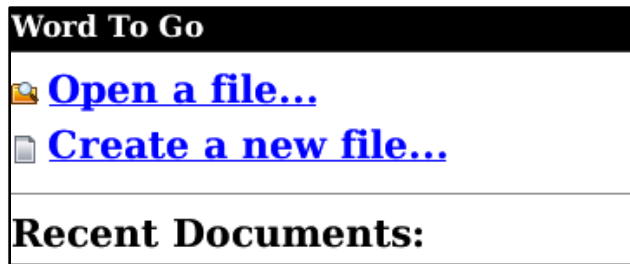 Word To Go
Open a file...
Create a new file...
Recent Documents: